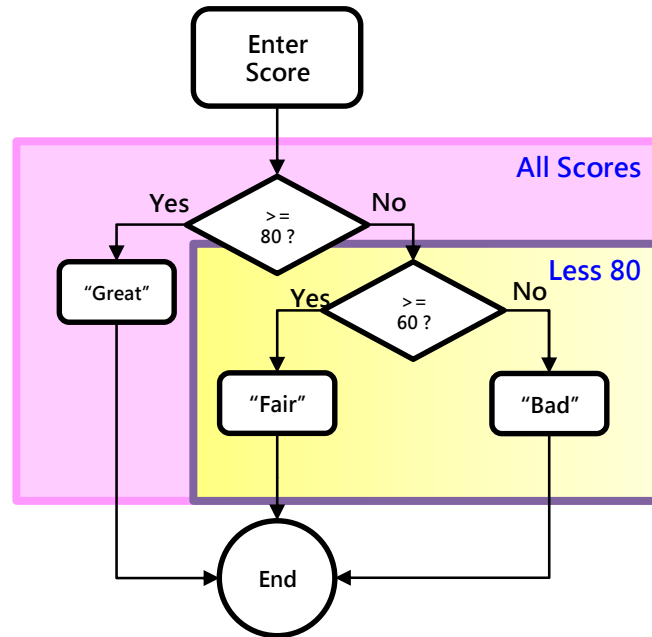 Enter
Score
All Scores
Yes
No
>=
80 ?
Less 80
“Great”
Yes
No
>=
60 ?
“Fair”
“Bad”
End